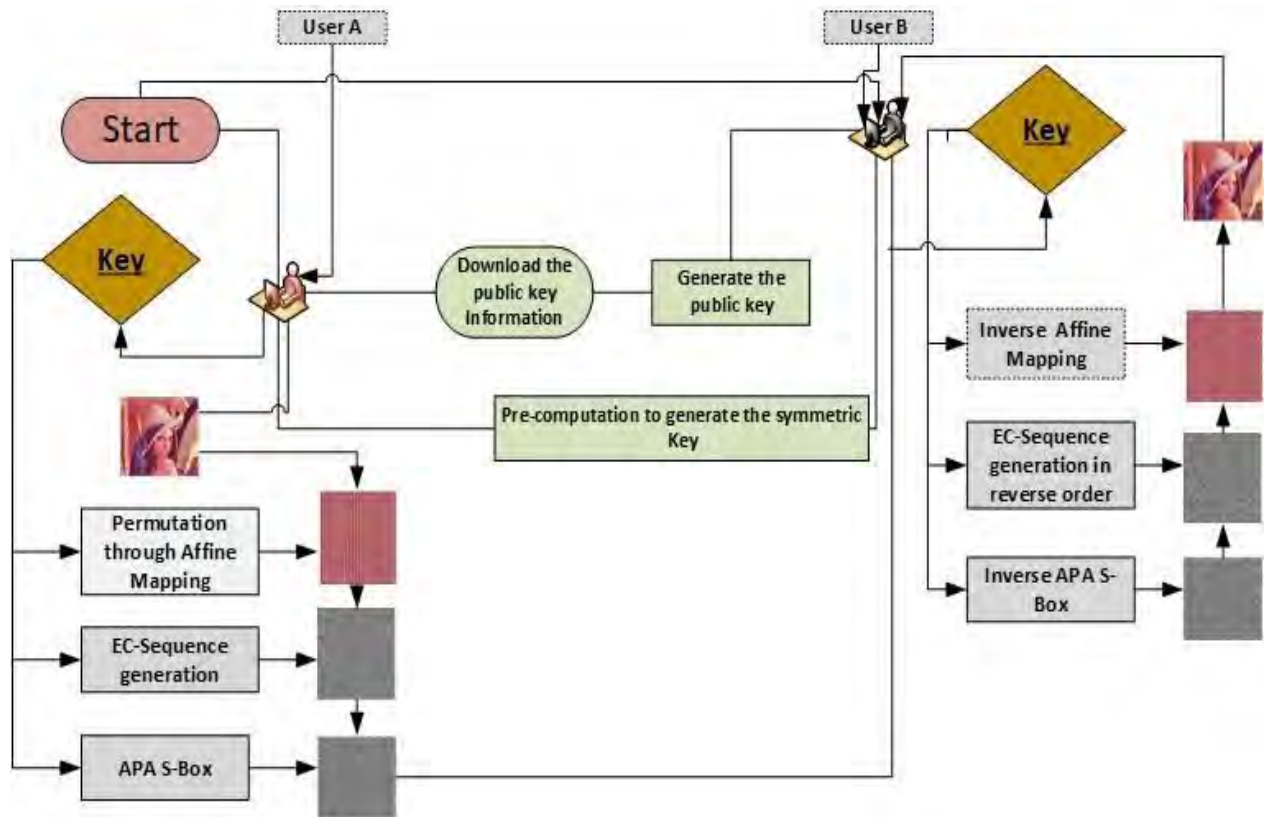 User A
User B
Start
Key
Key
Download the
public key
Information
Generate the
public key
Inverse Affine
Mapping
Pre-computation to generate the symmetric
Key
EC-Sequence
generation in
reverse order
Permutation
through Affine
Mapping
Inverse APA S-
Box
EC-Sequence
generation
APA S-Box